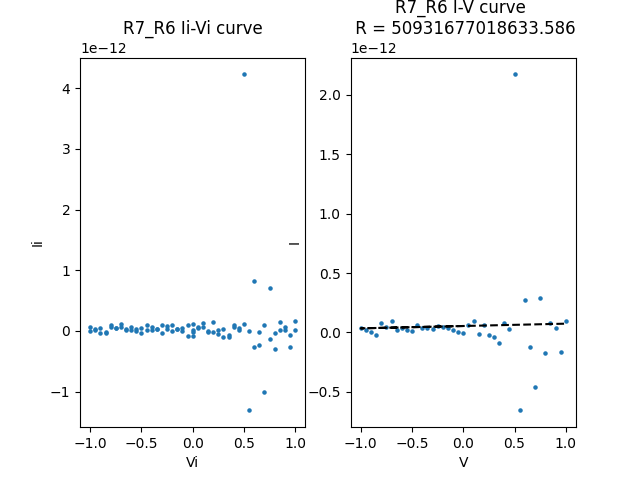 R7_R6 Ii-Vi curve
1e−12
4
3
2
1
0
−1
Ii
−1.0 −0.5 0.0 0.5 1.0
Vi
R7_R6 I-V curve
R = 50931677018633.586
1e−12
2.0
1.5
1.0
0.5
0.0
−0.5
I
−1.0 −0.5 0.0 0.5 1.0
V